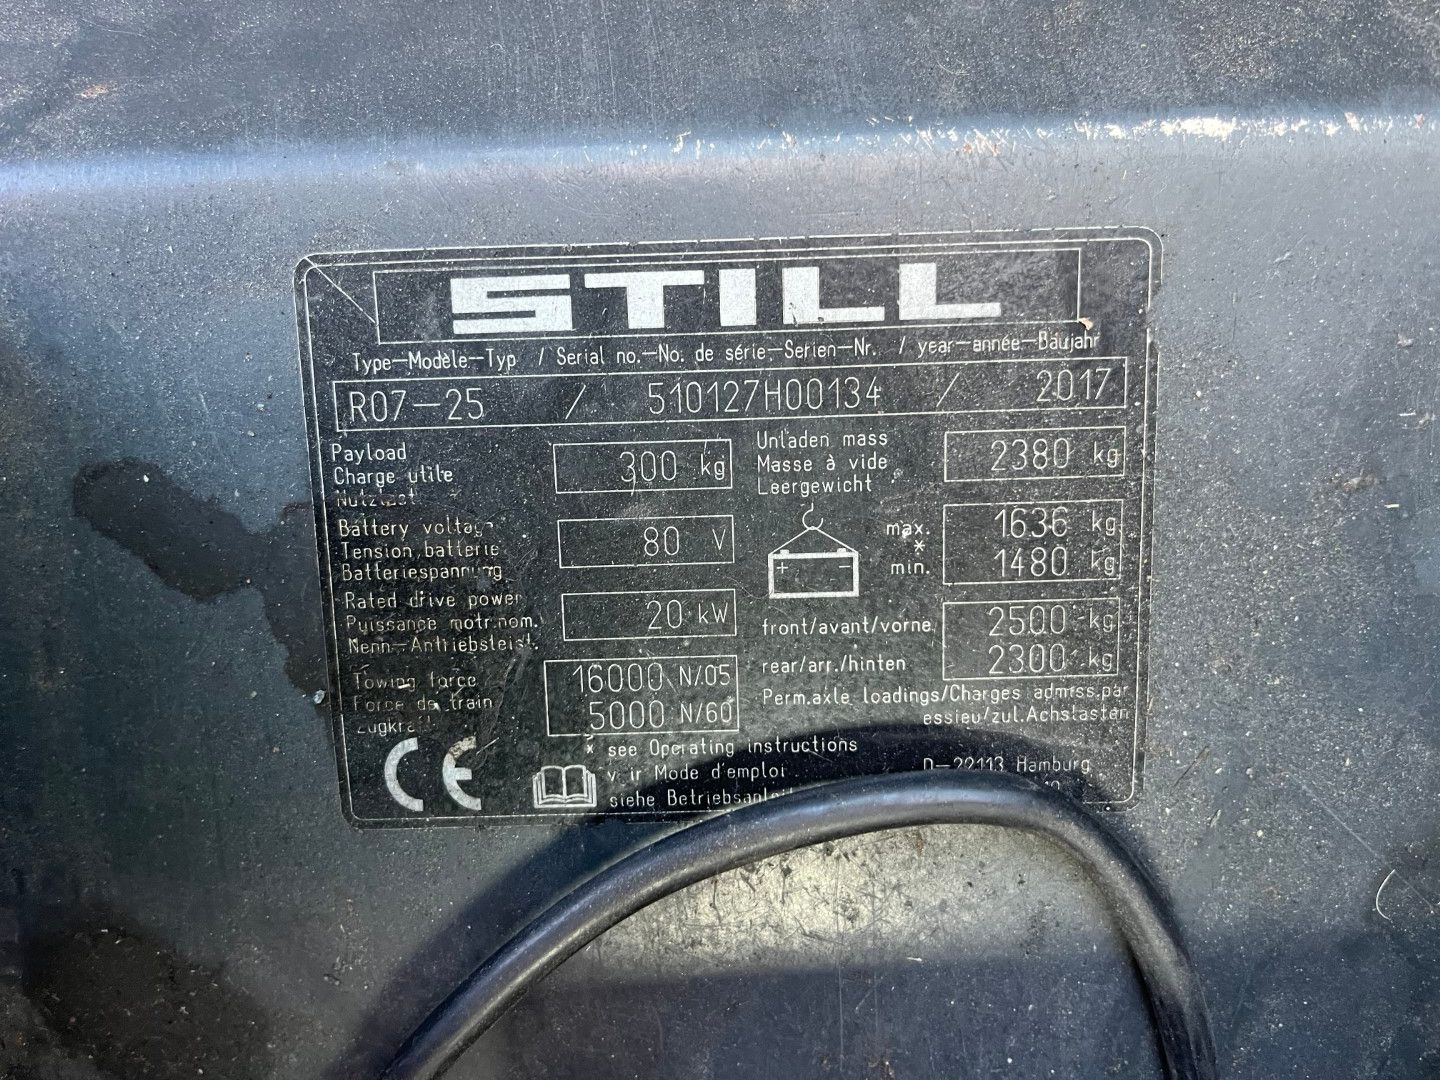 STILL
Type-Modèle-Typ / Serial no.-No. de série-Serien-Nr. / year-année-Baujahr
R07-25 / 510127H00134 / 2017
Payload
Charge utile
Nutzlast
300 kg
Unladen mass
Masse à vide
Leergewicht
2380 kg
Battery voltage
Tension batterie
Batteriespannung
80 V
+ -
max.
*
min.
1636 kg
1480 kg
Rated drive power
Puissance motr.nom.
Nenn-Antriebsleist.
20 kW
front/avant/vorne
2500 kg
rear/arr./hinten
2300 kg
Perm.axle loadings/Charges admiss.par
essieu/zul.Achslasten
Towing force
Force de train
Zugkraft
16000 N/05
5000 N/60
CE
* see Operating instructions
voir Mode d'emploi
siehe
D-22113 Hamburg